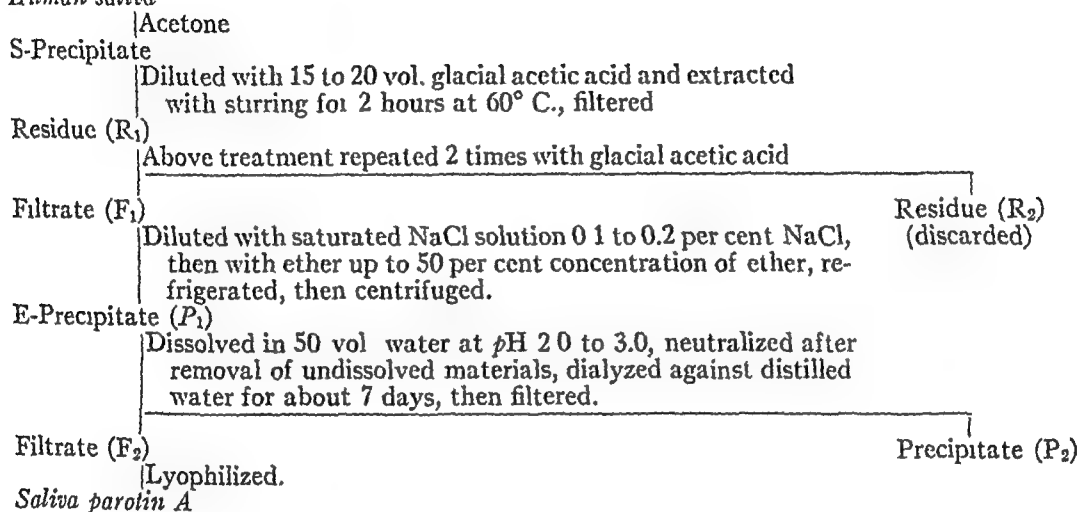 Human saliva
Acetone
S-Precipitate
Diluted with 15 to 20 vol. glacial acetic acid and extracted
with stirring for 2 hours at 60° C., filtered
Residue (R₁)
Above treatment repeated 2 times with glacial acetic acid
Filtrate (F₁) Residue (R₂)
Diluted with saturated NaCl solution 0 1 to 0.2 per cent NaCl, (discarded)
then with ether up to 50 per cent concentration of ether, re-
frigerated, then centrifuged.
E-Precipitate (P₁)
Dissolved in 50 vol water at pH 2 0 to 3.0, neutralized after
removal of undissolved materials, dialyzed against distilled
water for about 7 days, then filtered.
Filtrate (F₂) Precipitate (P₂)
Lyophilized.
Saliva parotin A